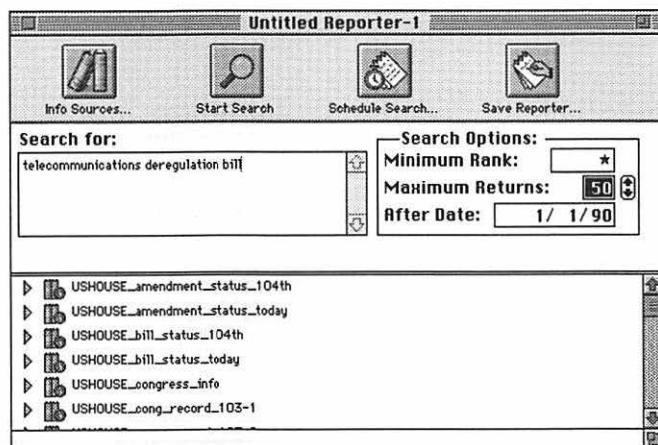 Untitled Reporter-1
Info Sources... Start Search Schedule Search... Save Reporter...
Search for:
telecommunications deregulation bill
Search Options:
Minimum Rank: *
Maximum Returns: 50
After Date: 1/ 1/90
USHOUSE_amendment_status_104th
USHOUSE_amendment_status_today
USHOUSE_bill_status_104th
USHOUSE_bill_status_today
USHOUSE_congress_info
USHOUSE_cong_record_103-1